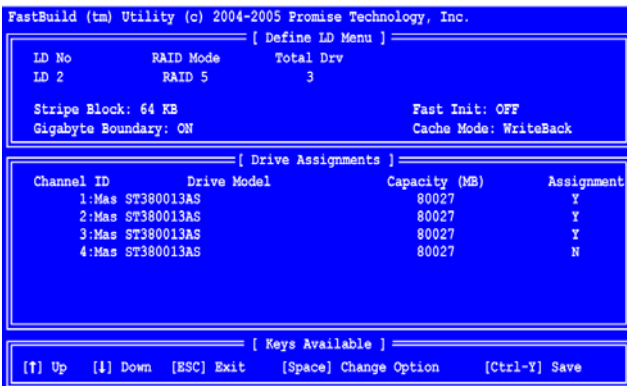 FastBuild (tm) Utility (c) 2004-2005 Promise Technology, Inc.
[ Define LD Menu ]
LD No RAID Mode Total Drv
LD 2 RAID 5 3
Stripe Block: 64 KB Fast Init: OFF
Gigabyte Boundary: ON Cache Mode: WriteBack
[ Drive Assignments ]
Channel ID Drive Model Capacity (MB) Assignment
1:Mas ST380013AS 80027 Y
2:Mas ST380013AS 80027 Y
3:Mas ST380013AS 80027 Y
4:Mas ST380013AS 80027 N
[ Keys Available ]
[↑] Up [↓] Down [ESC] Exit [Space] Change Option [Ctrl-Y] Save